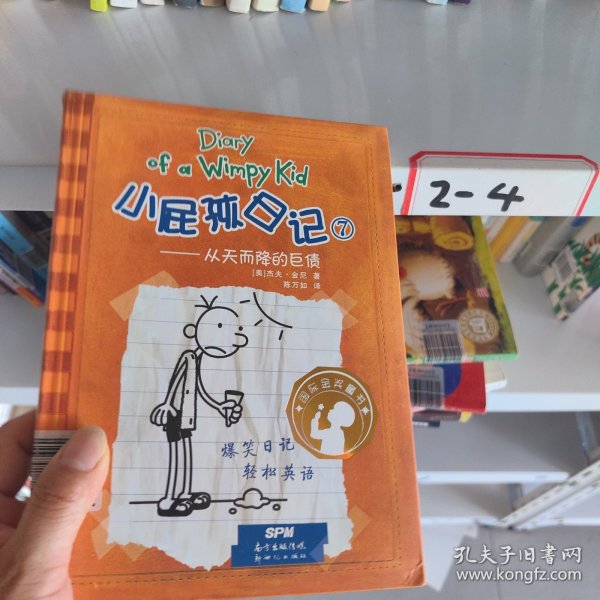 Diary
of a Wimpy Kid
小屁孩日记⑦
——从天而降的巨债
[美]杰夫·金尼 著
陈万如 译
2-4
国际金奖童书
爆笑日记
轻松英语
SPM
南方出版传媒
新世纪出版社
孔夫子旧书网
www.kongfz.com